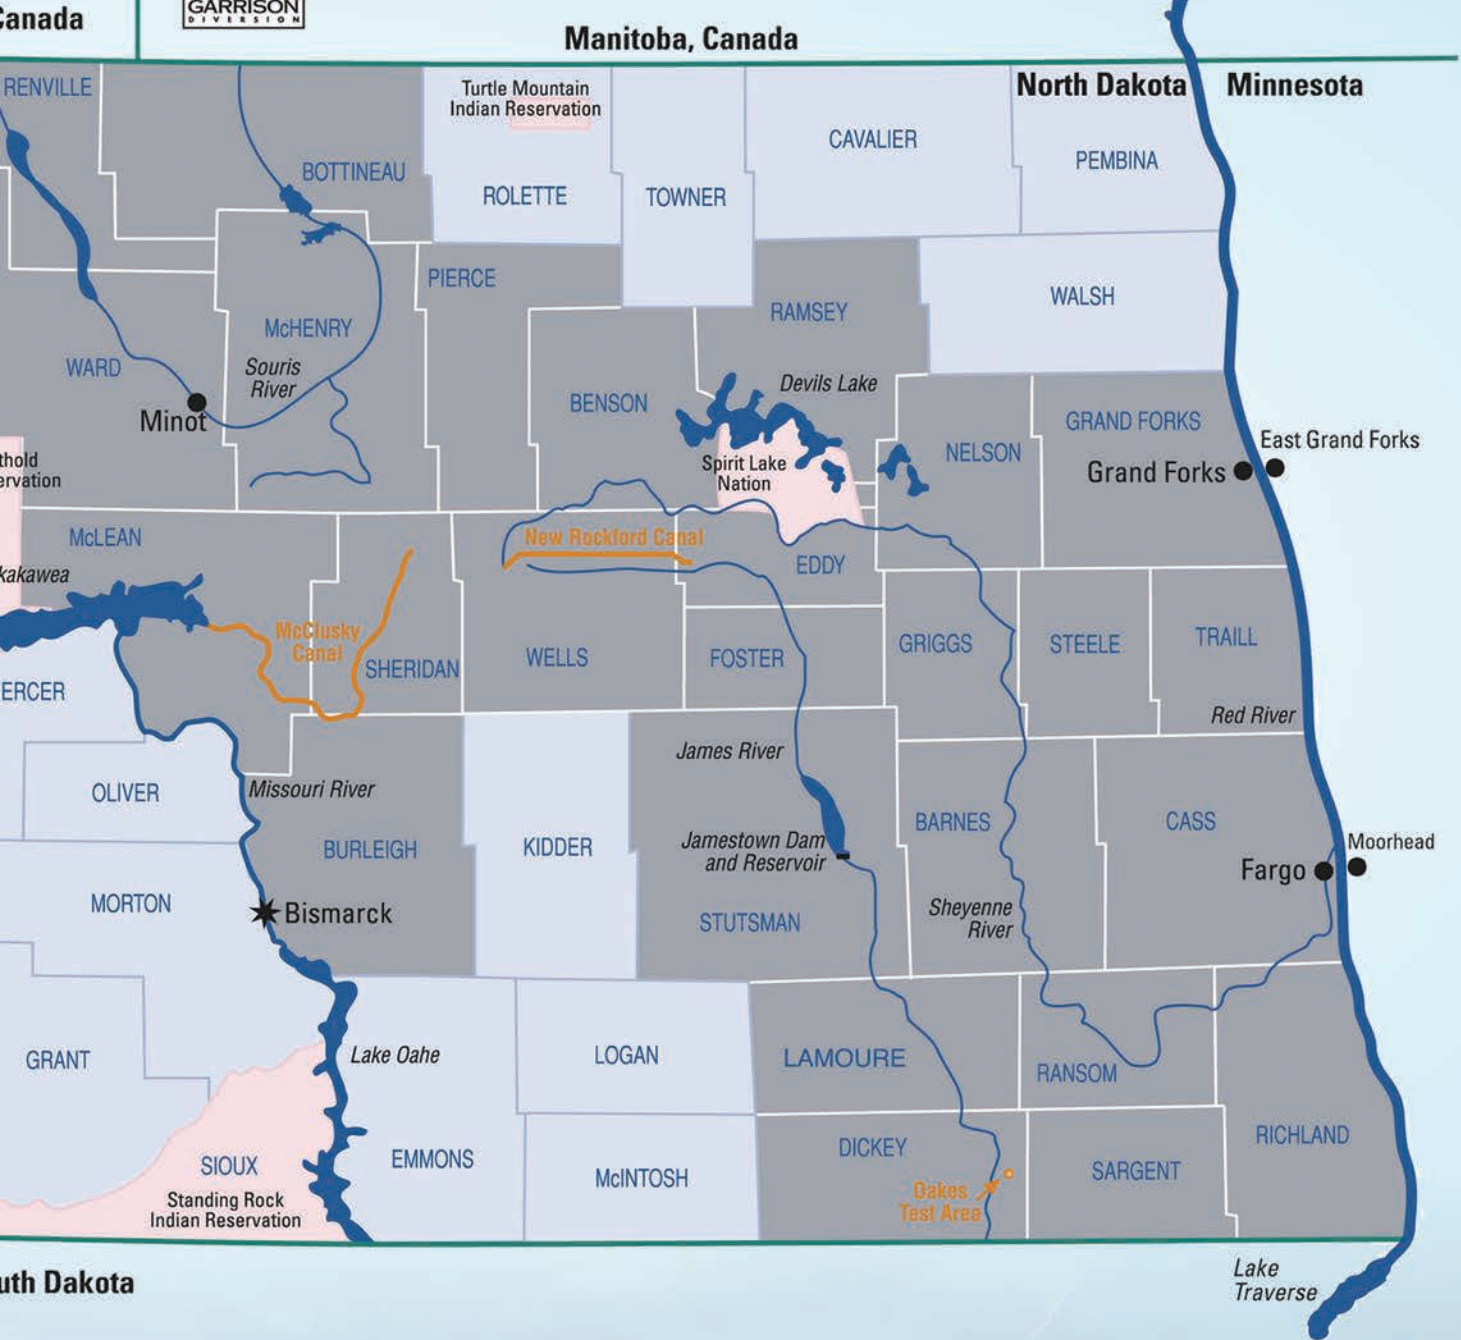 Canada
GARRISON
DIVERSION
Manitoba, Canada
North Dakota
Minnesota
RENVILLE
BOTTINEAU
Turtle Mountain
Indian Reservation
ROLETTE
TOWNER
CAVALIER
PEMBINA
PIERCE
McHENRY
WARD
Souris
River
Minot
RAMSEY
WALSH
BENSON
Devils Lake
NELSON
GRAND FORKS
East Grand Forks
Grand Forks
thold
ervation
Spirit Lake
Nation
McLEAN
New Rockford Canal
EDDY
kakawea
McClusky
Canal
SHERIDAN
WELLS
FOSTER
GRIGGS
STEELE
TRAILL
ERCER
Red River
James River
OLIVER
Missouri River
BURLEIGH
KIDDER
Jamestown Dam
and Reservoir
BARNES
CASS
Moorhead
Fargo
MORTON
Bismarck
STUTSMAN
Sheyenne
River
GRANT
Lake Oahe
LOGAN
LAMOURE
RANSOM
SIOUX
Standing Rock
Indian Reservation
EMMONS
McINTOSH
DICKEY
Oakes
Test Area
SARGENT
RICHLAND
uth Dakota
Lake
Traverse